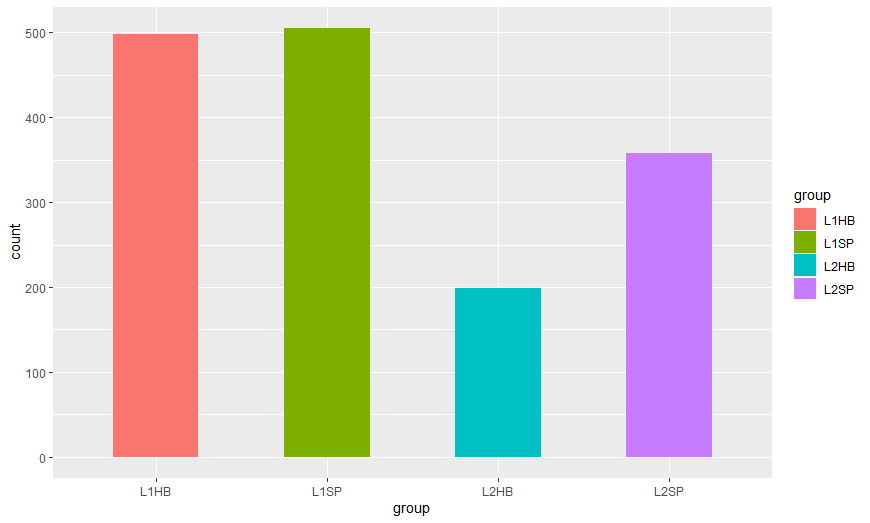 500
400
300
200
100
0
count
L1HB
L1SP
L2HB
L2SP
group
group
L1HB
L1SP
L2HB
L2SP